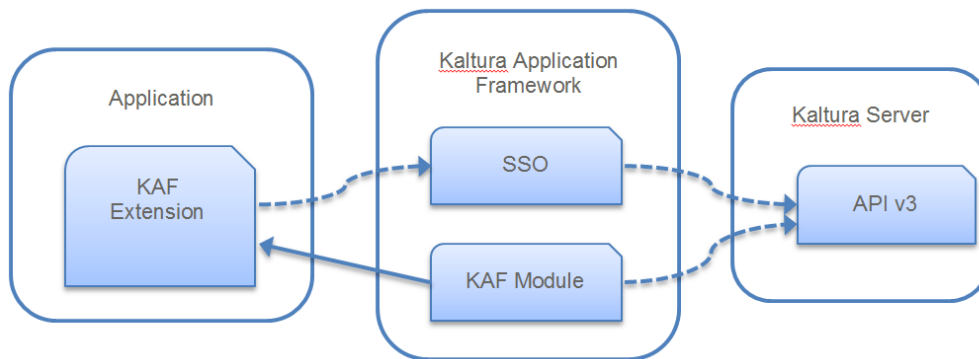 Application
KAF
Extension
Kaltura Application
Framework
SSO
KAF Module
Kaltura Server
API v3